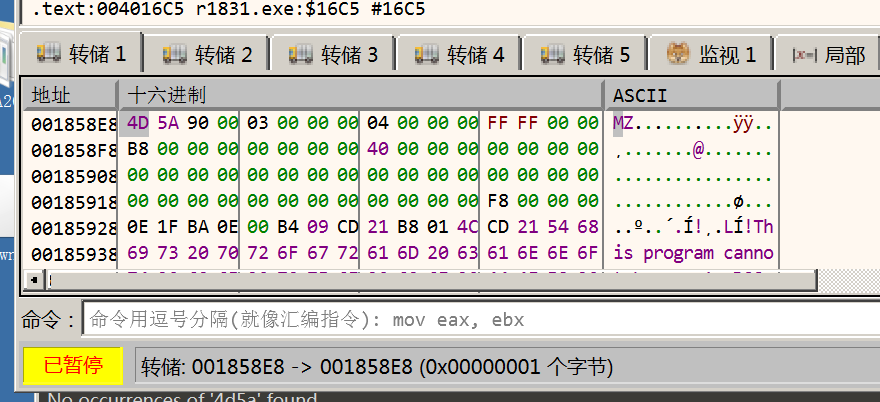 .text:004016C5 r1831.exe:$16C5 #16C5
转储 1 转储 2 转储 3 转储 4 转储 5 监视 1 |x=| 局部
地址 十六进制 ASCII
001858E8 4D 5A 90 00 03 00 00 00 04 00 00 00 FF FF 00 00 MZ..........ÿÿ..
001858F8 B8 00 00 00 00 00 00 00 40 00 00 00 00 00 00 00 ¸.......@.......
00185908 00 00 00 00 00 00 00 00 00 00 00 00 00 00 00 00 ................
00185918 00 00 00 00 00 00 00 00 00 00 00 00 F8 00 00 00 ............ø...
00185928 0E 1F BA 0E 00 B4 09 CD 21 B8 01 4C CD 21 54 68 ..º..´.Í!¸.LÍ!Th
00185938 69 73 20 70 72 6F 67 72 61 6D 20 63 61 6E 6E 6F is program canno
命令： 命令用逗号分隔(就像汇编指令): mov eax, ebx
已暂停 转储: 001858E8 -> 001858E8 (0x00000001 个字节)
No occurrences of '4d5a' found